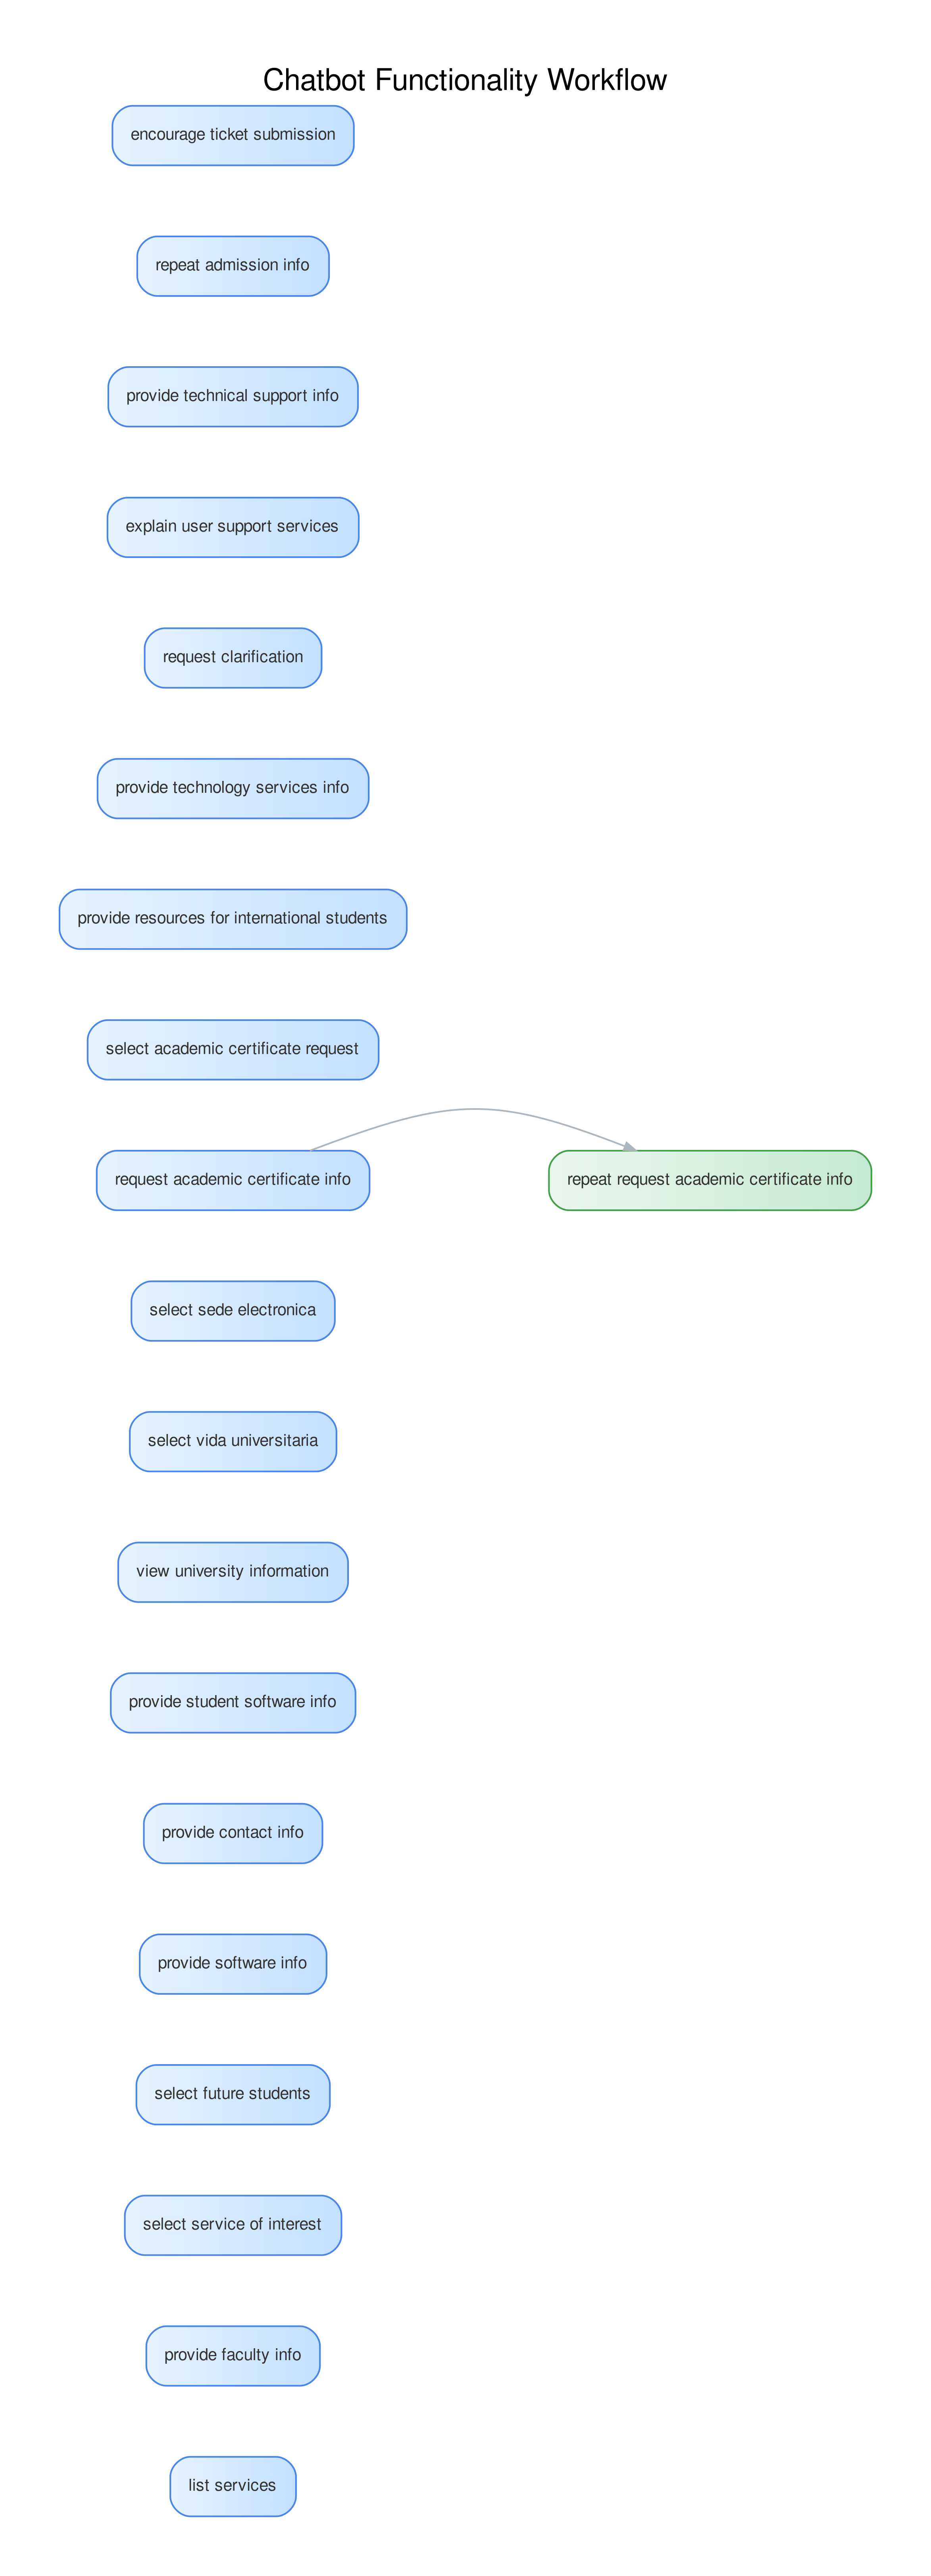 Chatbot Functionality Workflow
encourage ticket submission
repeat admission info
provide technical support info
explain user support services
request clarification
provide technology services info
provide resources for international students
select academic certificate request
request academic certificate info
repeat request academic certificate info
select sede electronica
select vida universitaria
view university information
provide student software info
provide contact info
provide software info
select future students
select service of interest
provide faculty info
list services